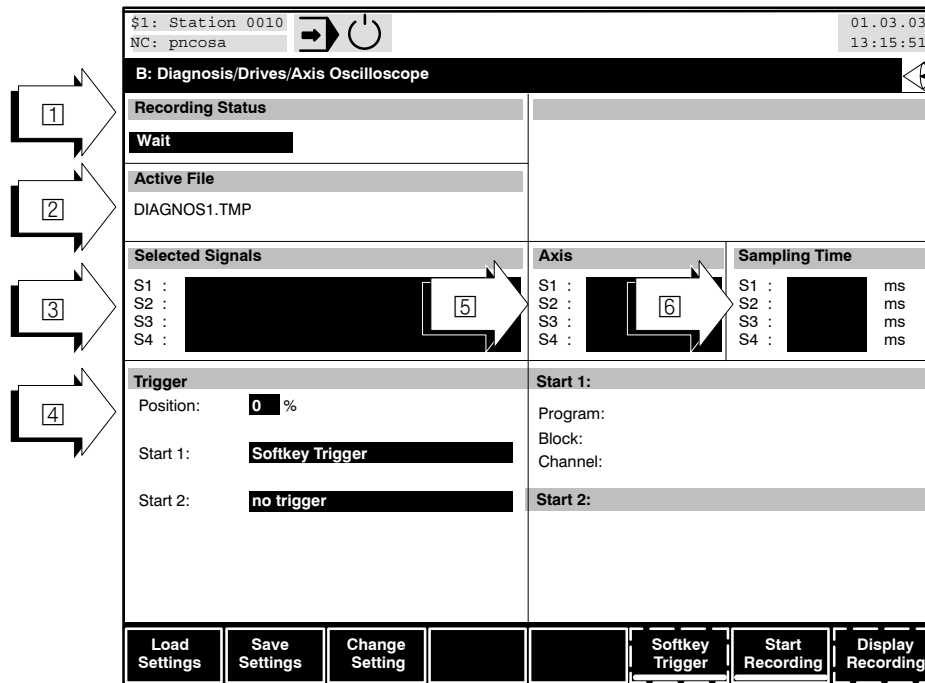 $1: Station 0010
NC: pncosa
01.03.03
13:15:51
B: Diagnosis/Drives/Axis Oscilloscope
1
Recording Status
Wait
2
Active File
DIAGNOS1.TMP
3
Selected Signals
S1 :
S2 :
S3 :
S4 :
5
Axis
S1 :
S2 :
S3 :
S4 :
6
Sampling Time
S1 : ms
S2 : ms
S3 : ms
S4 : ms
4
Trigger
Position: 0 %
Start 1: Softkey Trigger
Start 2: no trigger
Start 1:
Program:
Block:
Channel:
Start 2:
Load Settings
Save Settings
Change Setting
Softkey Trigger
Start Recording
Display Recording